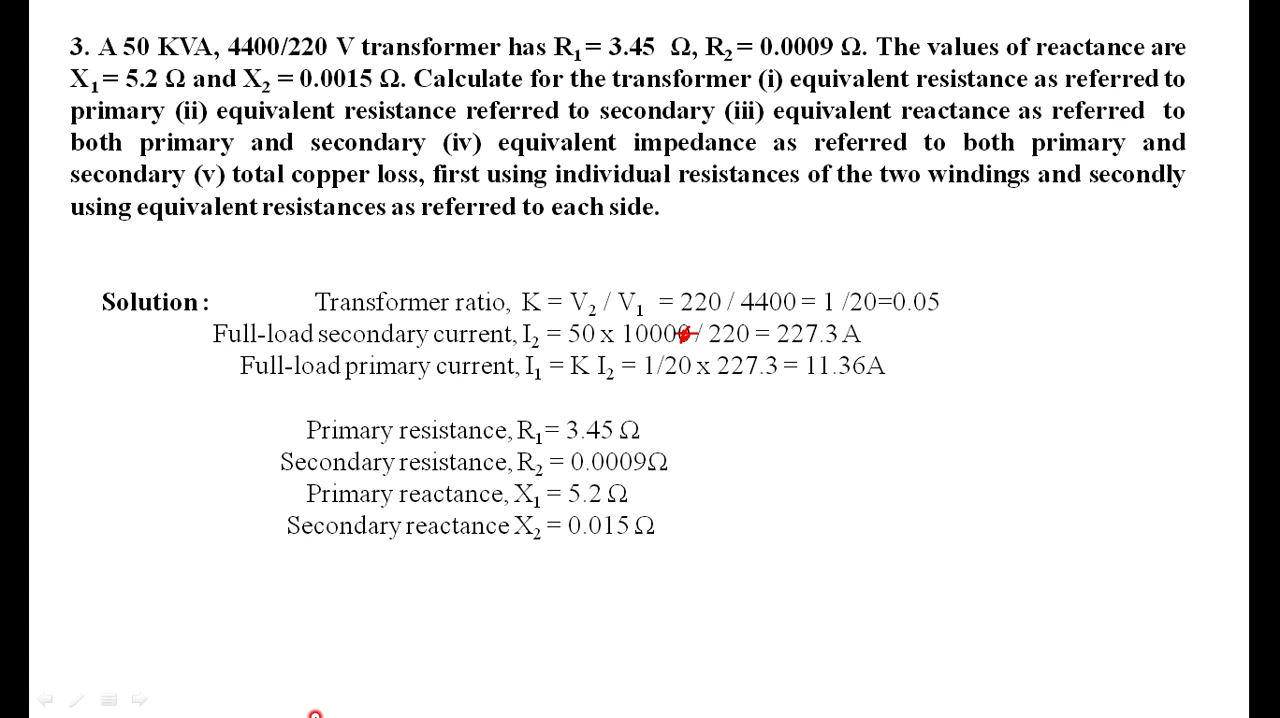 3. A 50 KVA, 4400/220 V transformer has R₁= 3.45 Ω, R₂= 0.0009 Ω. The values of reactance are
X₁= 5.2 Ω and X₂ = 0.0015 Ω. Calculate for the transformer (i) equivalent resistance as referred to
primary (ii) equivalent resistance referred to secondary (iii) equivalent reactance as referred to
both primary and secondary (iv) equivalent impedance as referred to both primary and
secondary (v) total copper loss, first using individual resistances of the two windings and secondly
using equivalent resistances as referred to each side.
Solution : Transformer ratio, K = V₂ / V₁ = 220 / 4400 = 1 /20=0.05
Full-load secondary current, I₂ = 50 x 10000 / 220 = 227.3 A
Full-load primary current, I₁ = K I₂ = 1/20 x 227.3 = 11.36A
Primary resistance, R₁= 3.45 Ω
Secondary resistance, R₂ = 0.0009Ω
Primary reactance, X₁ = 5.2 Ω
Secondary reactance X₂ = 0.015 Ω